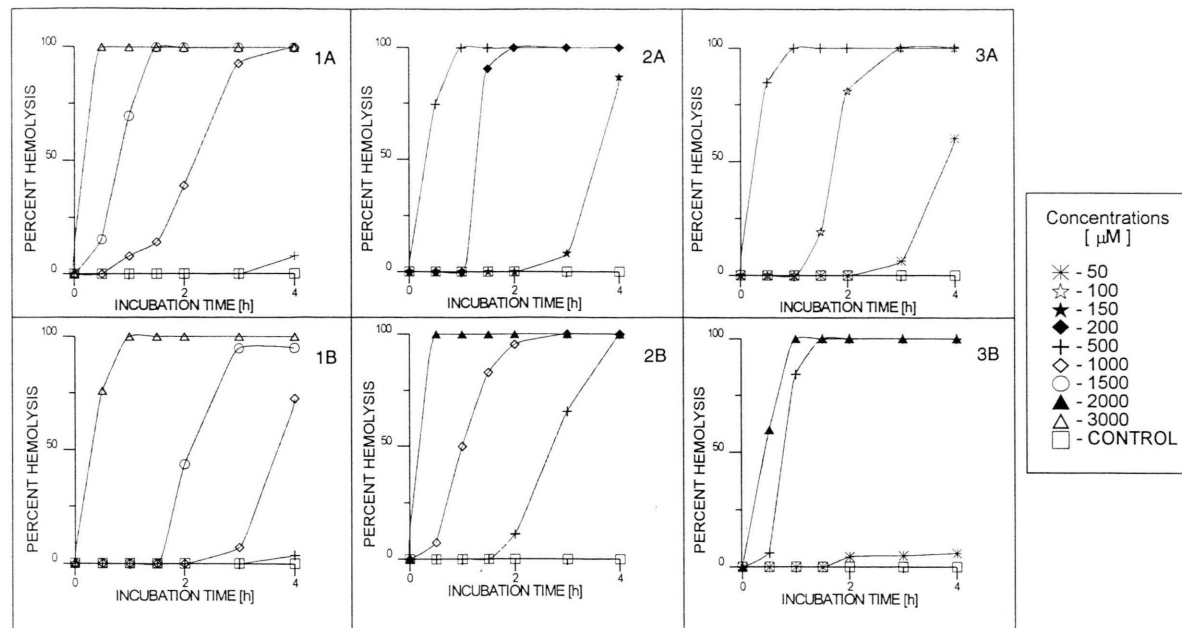 100
1A
PERCENT HEMOLYSIS
50
0
0
2
4
INCUBATION TIME [h]
100
2A
PERCENT HEMOLYSIS
50
0
0
2
4
INCUBATION TIME [h]
100
3A
PERCENT HEMOLYSIS
50
0
0
2
4
INCUBATION TIME [h]
100
1B
PERCENT HEMOLYSIS
50
0
0
2
4
INCUBATION TIME [h]
100
2B
PERCENT HEMOLYSIS
50
0
0
2
4
INCUBATION TIME [h]
100
3B
PERCENT HEMOLYSIS
50
0
0
2
4
INCUBATION TIME [h]
Concentrations
[ µM ]
- 50
- 100
- 150
- 200
- 500
- 1000
- 1500
- 2000
- 3000
- CONTROL